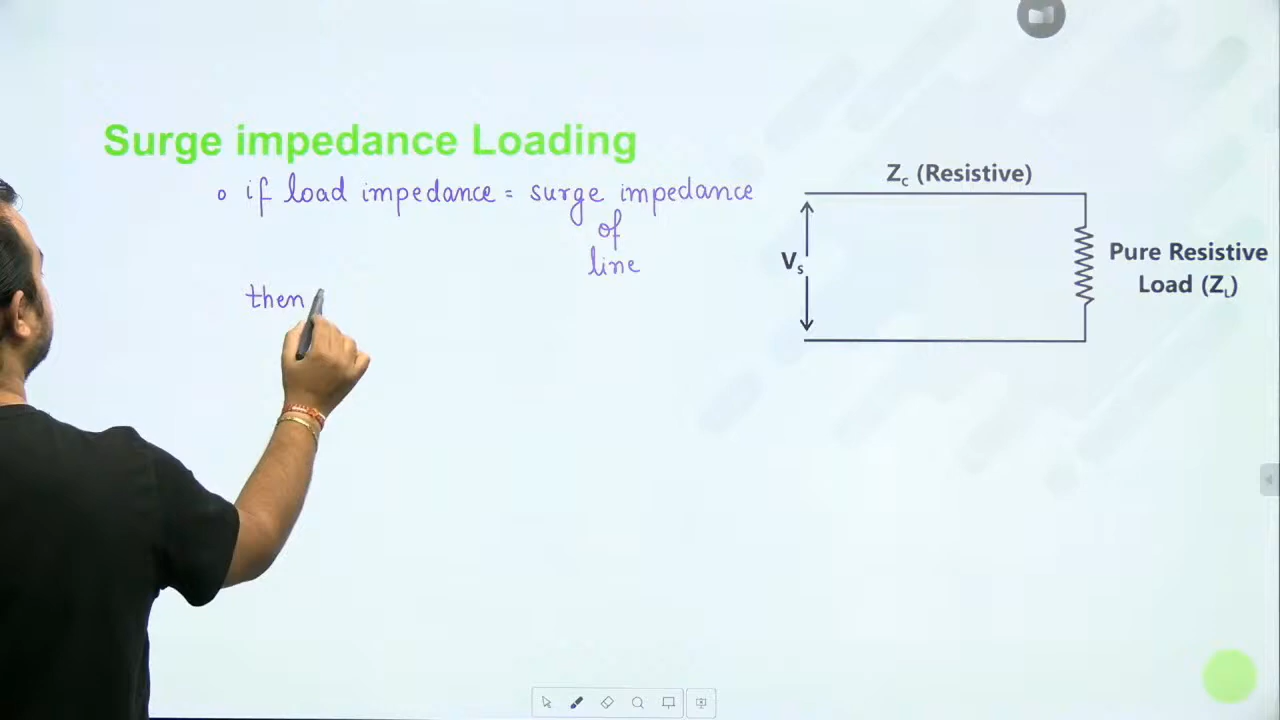 Surge impedance Loading
o if load impedance = surge impedance
of
line
then
Zc (Resistive)
Vs
Pure Resistive
Load (ZL)